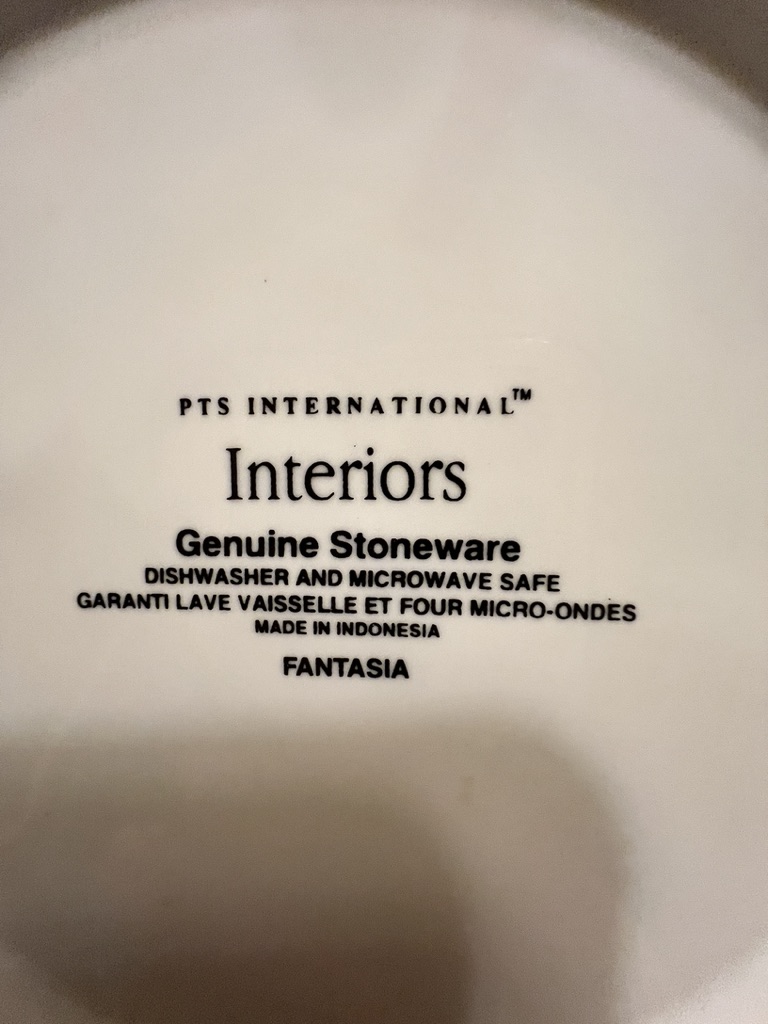 PTS INTERNATIONAL™
Interiors
Genuine Stoneware
DISHWASHER AND MICROWAVE SAFE
GARANTI LAVE VAISSELLE ET FOUR MICRO-ONDES
MADE IN INDONESIA
FANTASIA